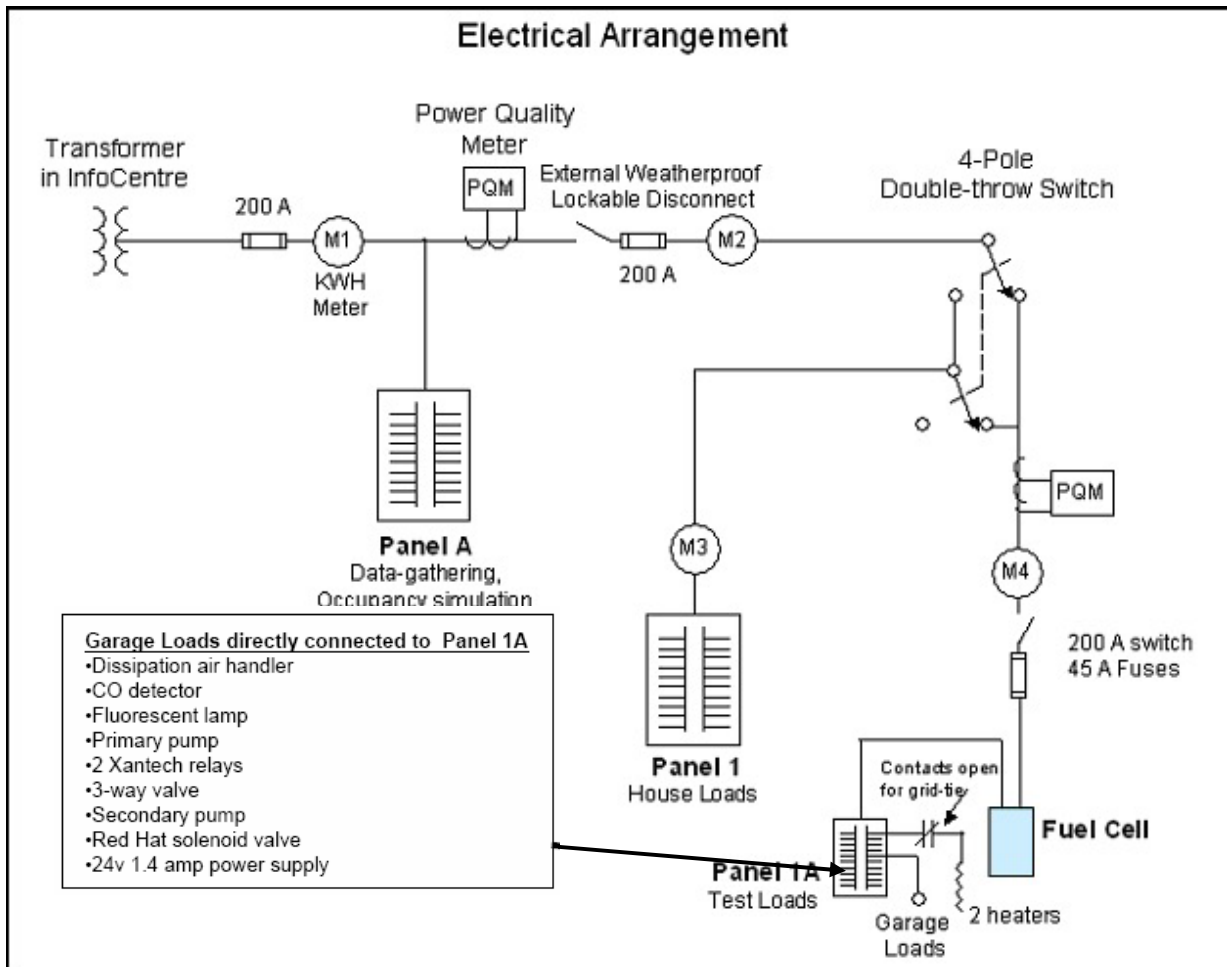 Electrical Arrangement
Transformer
in InfoCentre
200 A
M1
KWH
Meter
Power Quality
Meter
PQM
External Weatherproof
Lockable Disconnect
200 A
M2
4-Pole
Double-throw Switch
Panel A
Data-gathering,
Occupancy simulation
M3
Panel 1
House Loads
PQM
M4
200 A switch
45 A Fuses
Garage Loads directly connected to Panel 1A
•Dissipation air handler
•CO detector
•Fluorescent lamp
•Primary pump
•2 Xantech relays
•3-way valve
•Secondary pump
•Red Hat solenoid valve
•24v 1.4 amp power supply
Contacts open
for grid-tie
Fuel Cell
Panel 1A
Test Loads
Garage
Loads
2 heaters